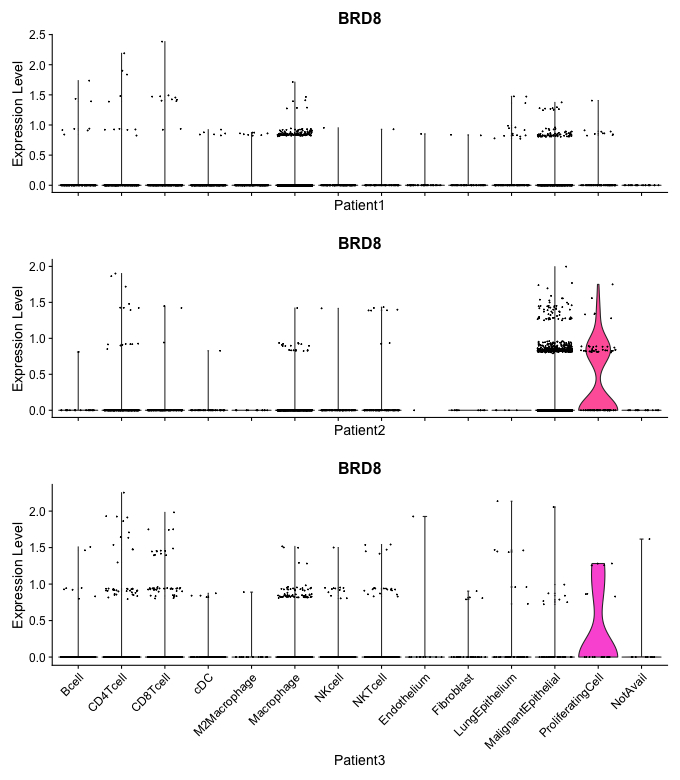 BRD8
Expression Level
2.5
2.0
1.5
1.0
0.5
0.0
Patient1
BRD8
Expression Level
2.0
1.5
1.0
0.5
0.0
Patient2
BRD8
Expression Level
2.0
1.5
1.0
0.5
0.0
Bcell
CD4Tcell
CD8Tcell
cDC
M2Macrophage
Macrophage
NKcell
NKTcell
Endothelium
Fibroblast
LungEpithelium
MalignantEpithelial
ProliferatingCell
NotAvail
Patient3